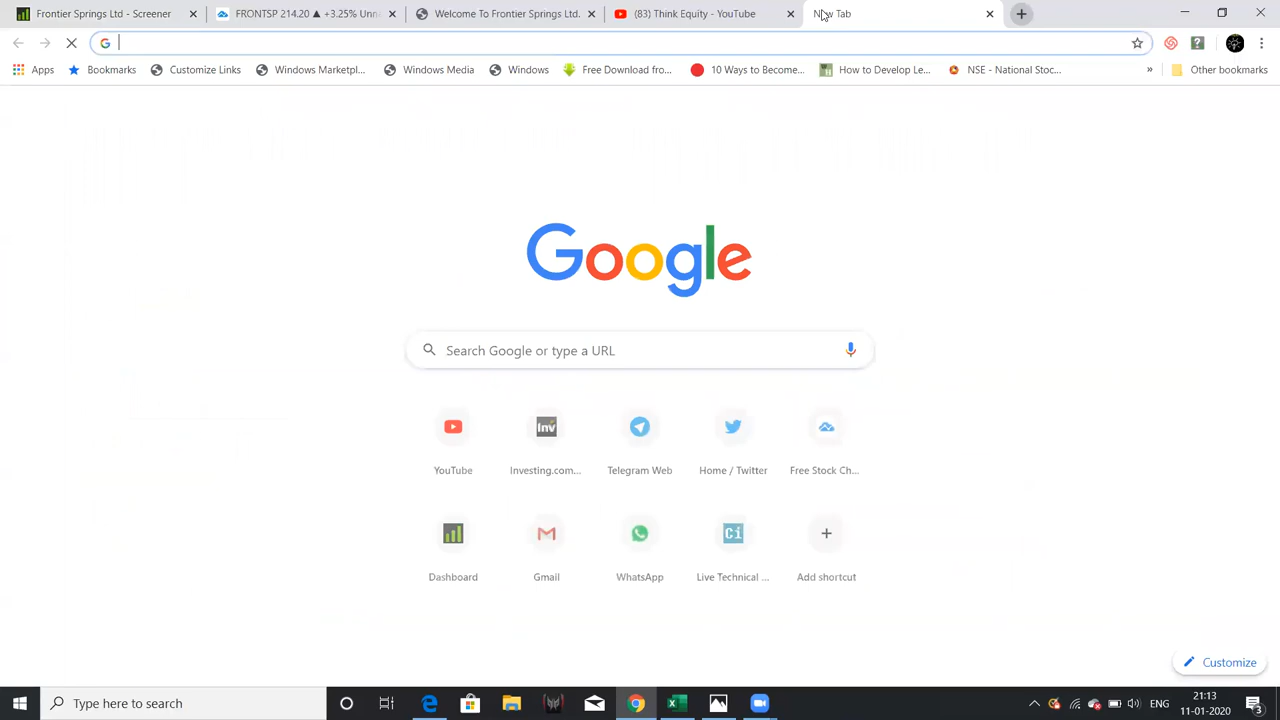 Frontier Springs Ltd - Screener
FRONTSP 214.20 ▲ +3.25% Unn
Welcome To Frontier Springs Ltd.
(83) Think Equity - YouTube
New Tab
Apps
Bookmarks
Customize Links
Windows Marketpl...
Windows Media
Windows
Free Download fro...
10 Ways to Become...
How to Develop Le...
NSE - National Stoc...
»
Other bookmarks
Google
Search Google or type a URL
Inv
YouTube
Investing.com...
Telegram Web
Home / Twitter
Free Stock Ch...
Ci
Dashboard
Gmail
WhatsApp
Live Technical ...
Add shortcut
Customize
Type here to search
ENG
21:13
11-01-2020
3